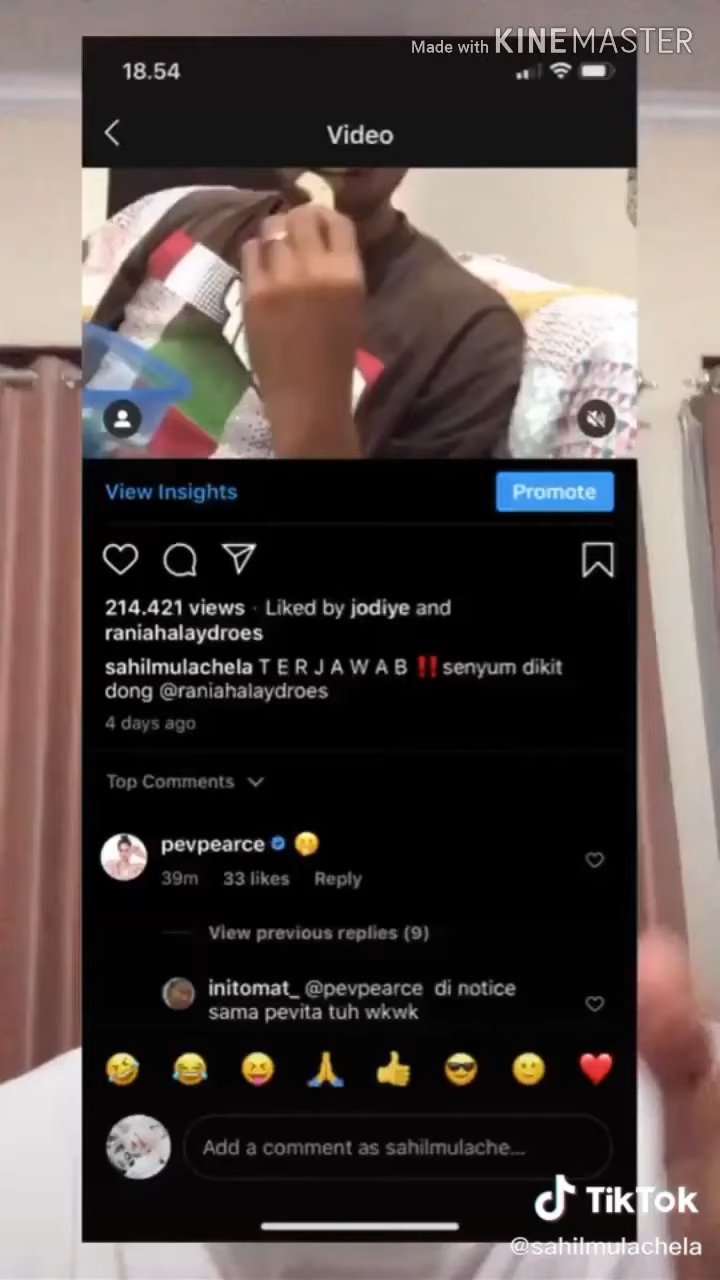 Made with KINEMASTER
18.54
Video
View Insights
Promote
214.421 views · Liked by jodiye and
raniahalaydroes
sahilmulachela T E R J A W A B ‼️ senyum dikit
dong @raniahalaydroes
4 days ago
Top Comments
pevpearce 🤭
39m 33 likes Reply
View previous replies (9)
initomat_ @pevpearce di notice
sama pevita tuh wkwk
🤣 😂 😝 🙏 👍 😎 🙂 ❤️
Add a comment as sahilmulache...
TikTok
@sahilmulachela